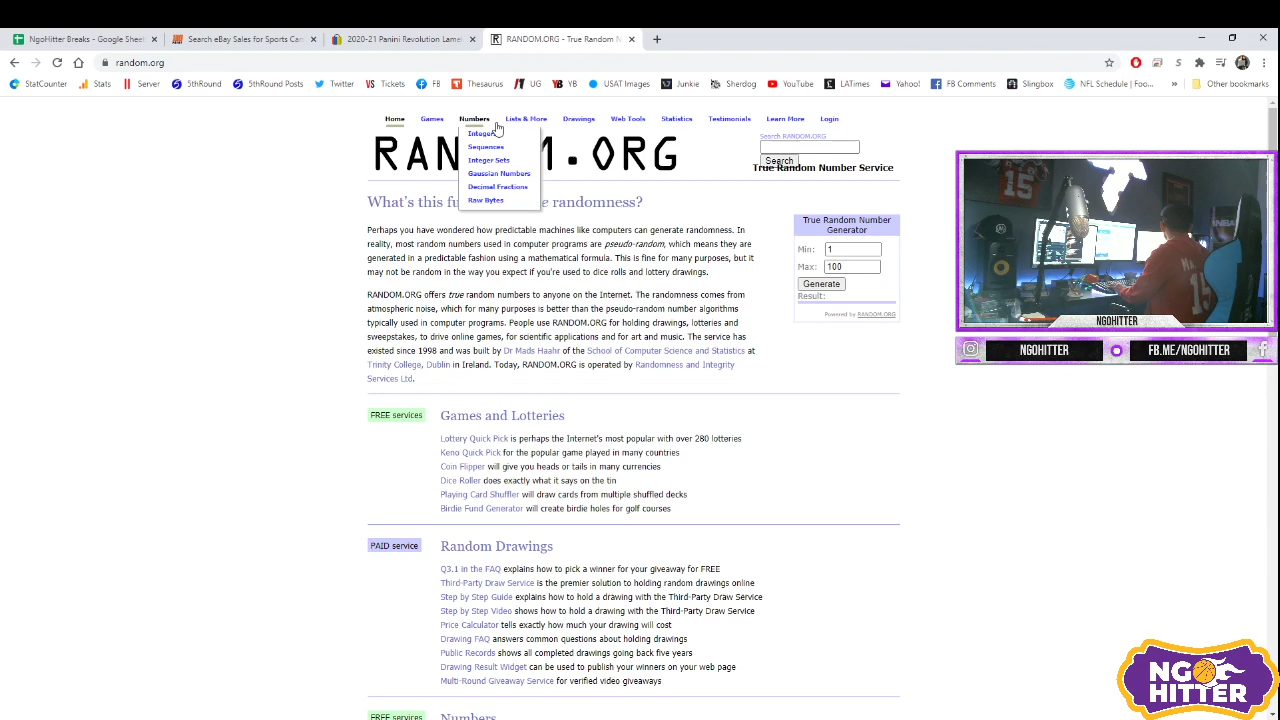 NgoHitter Breaks - Google Sheet
Search eBay Sales for Sports Car
2020-21 Panini Revolution Lamel
RANDOM.ORG - True Random N
random.org
StatCounter
Stats
Server
5thRound
5thRound Posts
Twitter
Tickets
FB
Thesaurus
UG
YB
USAT Images
Junkie
Sherdog
YouTube
LATimes
Yahoo!
FB Comments
Slingbox
NFL Schedule / Foot...
Other bookmarks
Home Games Numbers Lists & More Drawings Web Tools Statistics Testimonials Learn More Login
Integers
Sequences
Integer Sets
Gaussian Numbers
Decimal Fractions
Raw Bytes
Search RANDOM.ORG
Search
True Random Number Service
What's this fu e randomness?
Perhaps you have wondered how predictable machines like computers can generate randomness. In
reality, most random numbers used in computer programs are pseudo-random, which means they are
generated in a predictable fashion using a mathematical formula. This is fine for many purposes, but it
may not be random in the way you expect if you're used to dice rolls and lottery drawings.
RANDOM.ORG offers true random numbers to anyone on the Internet. The randomness comes from
atmospheric noise, which for many purposes is better than the pseudo-random number algorithms
typically used in computer programs. People use RANDOM.ORG for holding drawings, lotteries and
sweepstakes, to drive online games, for scientific applications and for art and music. The service has
existed since 1998 and was built by Dr Mads Haahr of the School of Computer Science and Statistics at
Trinity College, Dublin in Ireland. Today, RANDOM.ORG is operated by Randomness and Integrity
Services Ltd.
True Random Number
Generator
Min: 1
Max: 100
Generate
Result:
Powered by RANDOM.ORG
NGOHITTER
NGOHITTER
FB.ME/NGOHITTER
FREE services
Games and Lotteries
Lottery Quick Pick is perhaps the Internet's most popular with over 280 lotteries
Keno Quick Pick for the popular game played in many countries
Coin Flipper will give you heads or tails in many currencies
Dice Roller does exactly what it says on the tin
Playing Card Shuffler will draw cards from multiple shuffled decks
Birdie Fund Generator will create birdie holes for golf courses
PAID service
Random Drawings
Q3.1 in the FAQ explains how to pick a winner for your giveaway for FREE
Third-Party Draw Service is the premier solution to holding random drawings online
Step by Step Guide explains how to hold a drawing with the Third-Party Draw Service
Step by Step Video shows how to hold a drawing with the Third-Party Draw Service
Price Calculator tells exactly how much your drawing will cost
Drawing FAQ answers common questions about holding drawings
Public Records shows all completed drawings going back five years
Drawing Result Widget can be used to publish your winners on your web page
Multi-Round Giveaway Service for verified video giveaways
FREE services
Numbers
NGO
HITTER